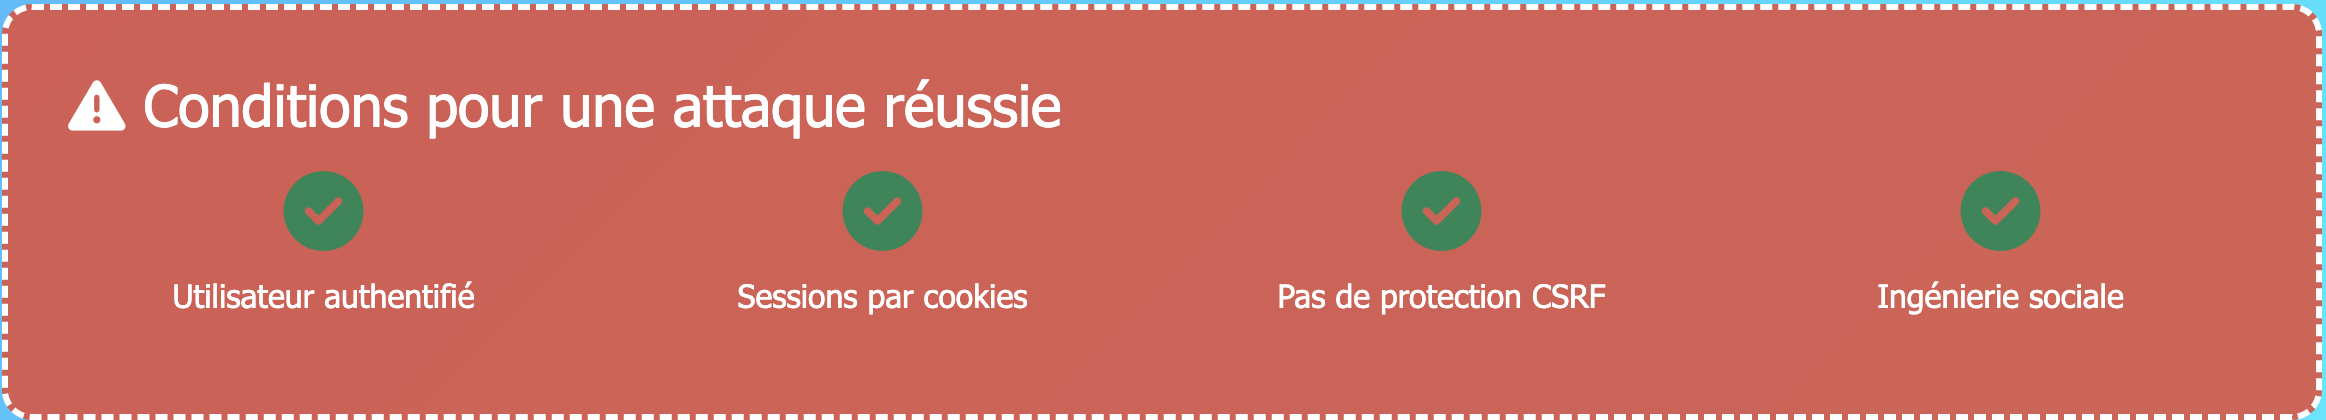 Conditions pour une attaque réussie
Utilisateur authentifié
Sessions par cookies
Pas de protection CSRF
Ingénierie sociale